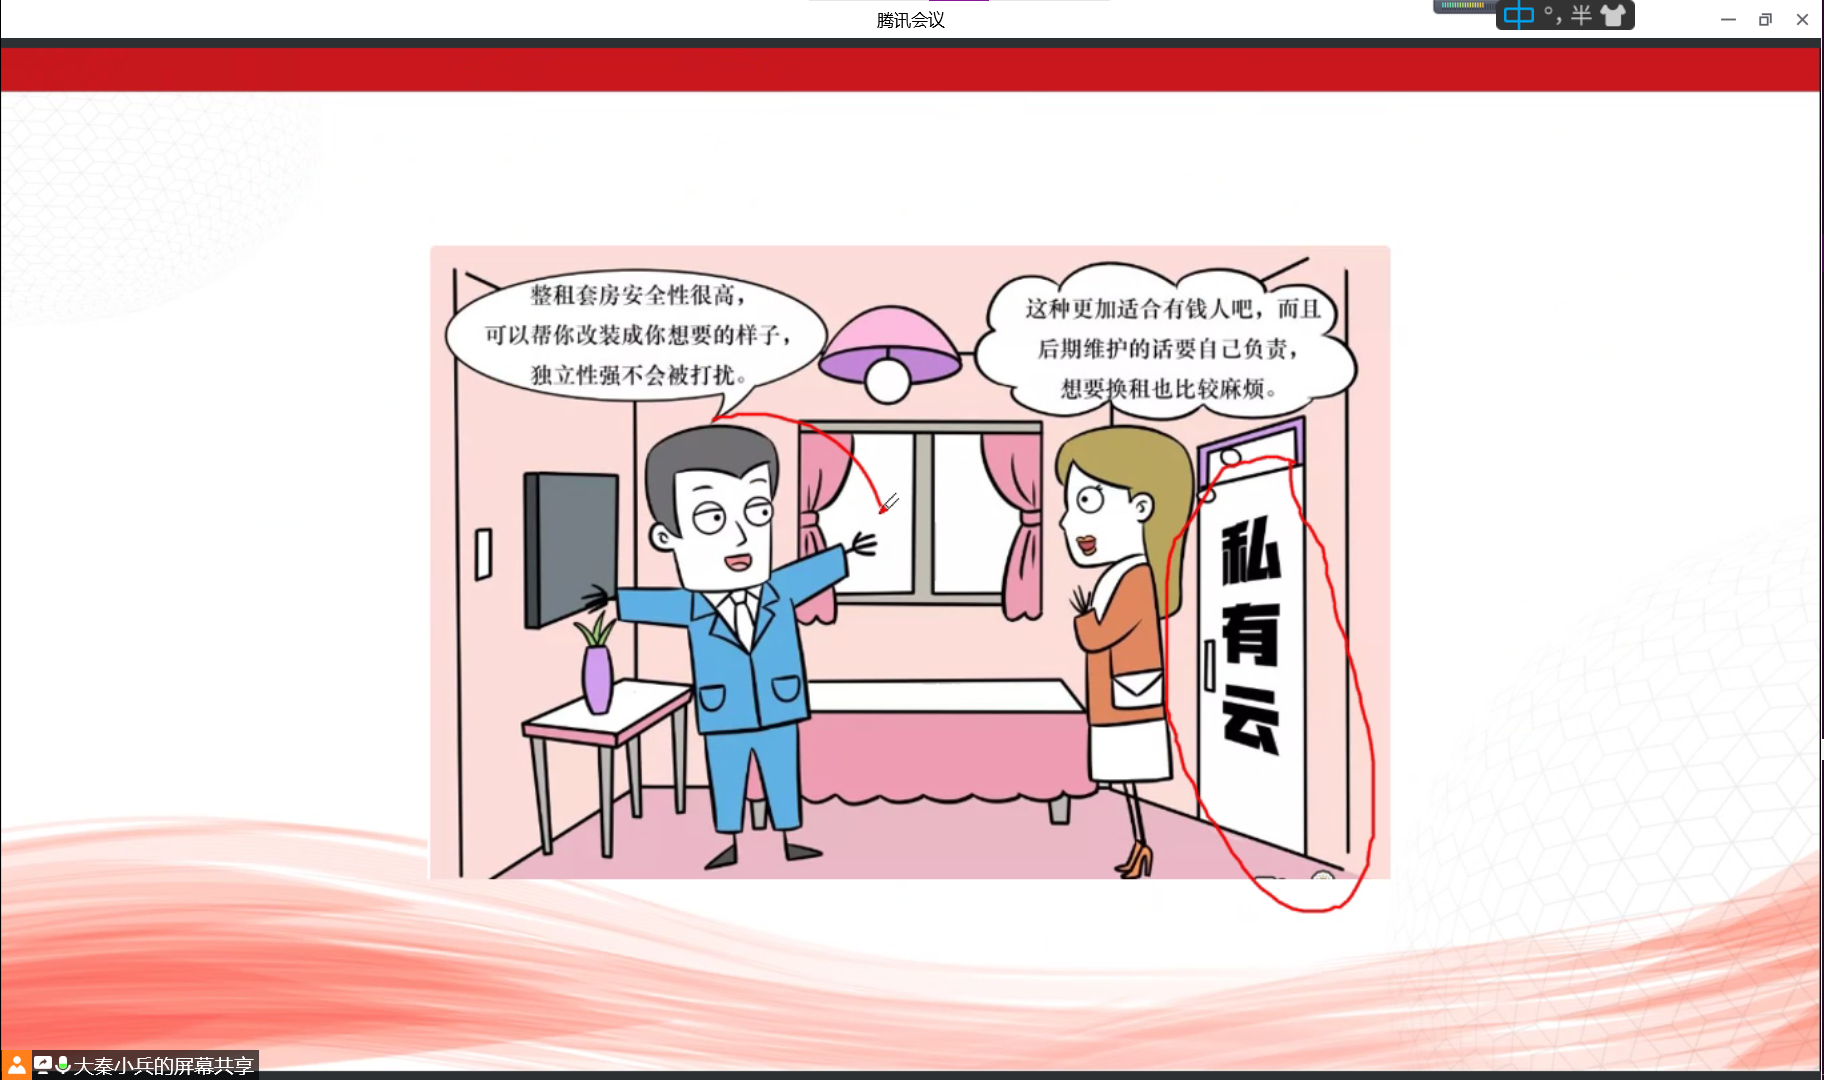 腾讯会议
中 °, 半
整租套房安全性很高，
可以帮你改装成你想要的样子，
独立性强不会被打扰。
这种更加适合有钱人吧，而且
后期维护的话要自己负责，
想要换租也比较麻烦。
私
有
云
大秦小兵的屏幕共享